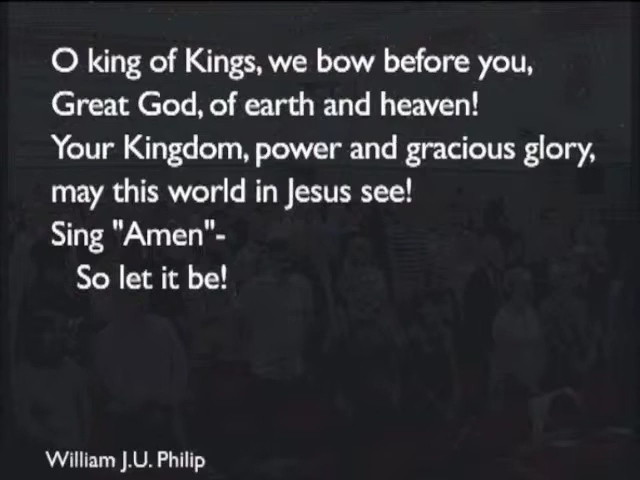 O king of Kings, we bow before you,
Great God, of earth and heaven!
Your Kingdom, power and gracious glory,
may this world in Jesus see!
Sing "Amen"-
So let it be!
William J.U. Philip